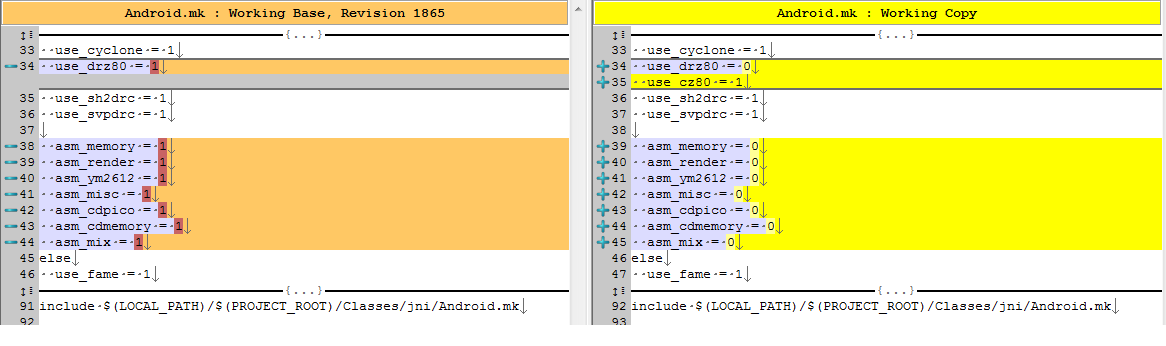 Android.mk : Working Base, Revision 1865
{...}
33 use_cyclone = 1
34 use_drz80 = 1
35 use_sh2drc = 1
36 use_svpdrc = 1
37
38 asm_memory = 1
39 asm_render = 1
40 asm_ym2612 = 1
41 asm_misc = 1
42 asm_cdpico = 1
43 asm_cdmemory = 1
44 asm_mix = 1
45 else
46 use_fame = 1
{...}
91 include $(LOCAL_PATH)/$(PROJECT_ROOT)/Classes/jni/Android.mk
92
Android.mk : Working Copy
{...}
33 use_cyclone = 1
34 use_drz80 = 0
35 use_cz80 = 1
36 use_sh2drc = 1
37 use_svpdrc = 1
38
39 asm_memory = 0
40 asm_render = 0
41 asm_ym2612 = 0
42 asm_misc = 0
43 asm_cdpico = 0
44 asm_cdmemory = 0
45 asm_mix = 0
46 else
47 use_fame = 1
{...}
92 include $(LOCAL_PATH)/$(PROJECT_ROOT)/Classes/jni/Android.mk
93